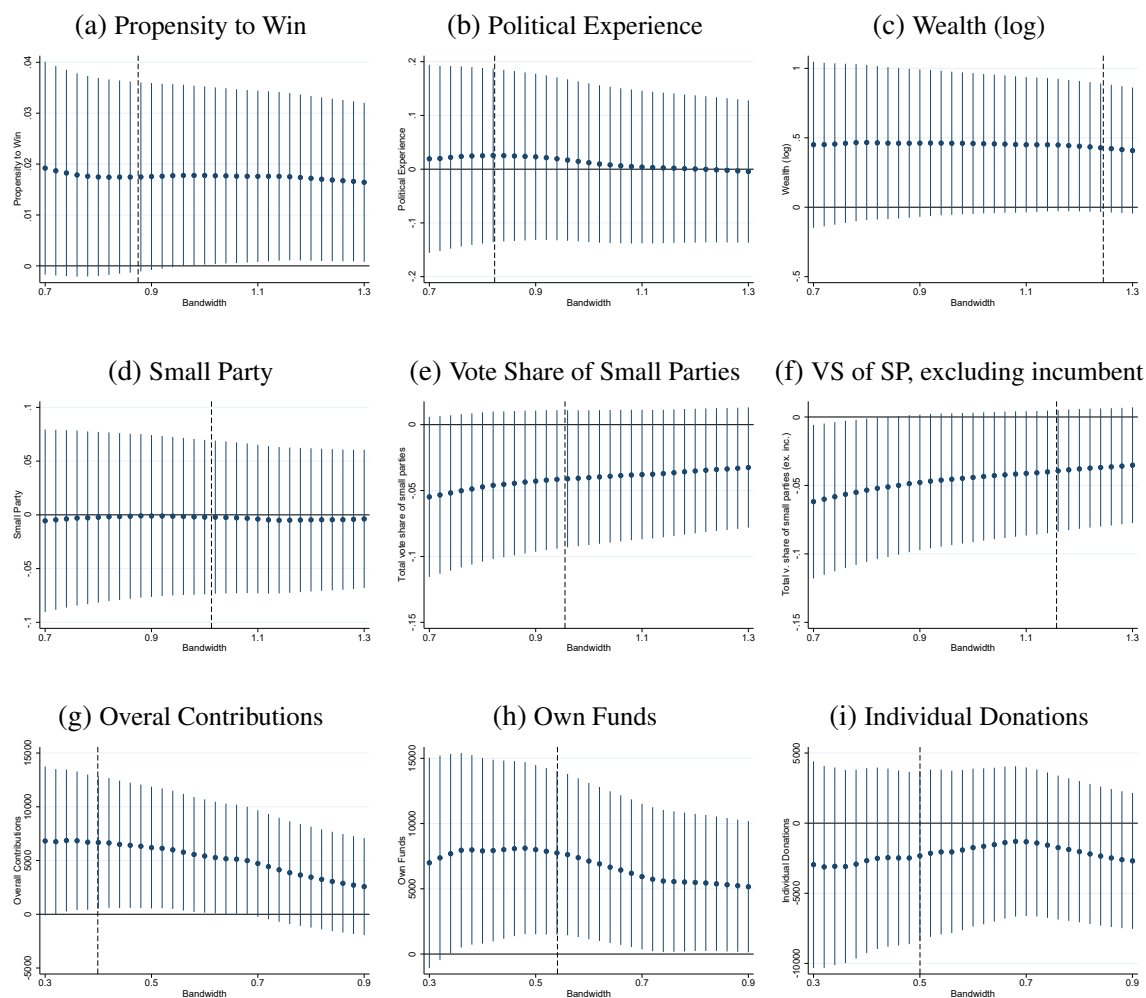 (a) Propensity to Win
(b) Political Experience
(c) Wealth (log)
Propensity to Win
0 .01 .02 .03 .04
0.7 0.9 1.1 1.3
Bandwidth
Political Experience
-.2 -.1 0 .1 .2
0.7 0.9 1.1 1.3
Bandwidth
Wealth (log)
-.5 0 .5 1
0.7 0.9 1.1 1.3
Bandwidth
(d) Small Party
(e) Vote Share of Small Parties
(f) VS of SP, excluding incumbent
Small Party
-.1 -.05 0 .05 .1
0.7 0.9 1.1 1.3
Bandwidth
Total vote share of small parties
-.15 -.1 -.05 0
0.7 0.9 1.1 1.3
Bandwidth
Total v. share of small parties (ex. inc.)
-.15 -.1 -.05 0
0.7 0.9 1.1 1.3
Bandwidth
(g) Overal Contributions
(h) Own Funds
(i) Individual Donations
Overall Contributions
-5000 0 5000 10000 15000
0.3 0.5 0.7 0.9
Bandwidth
Own Funds
0 5000 10000 15000
0.3 0.5 0.7 0.9
Bandwidth
Individual Donations
-10000 -5000 0 5000
0.3 0.5 0.7 0.9
Bandwidth